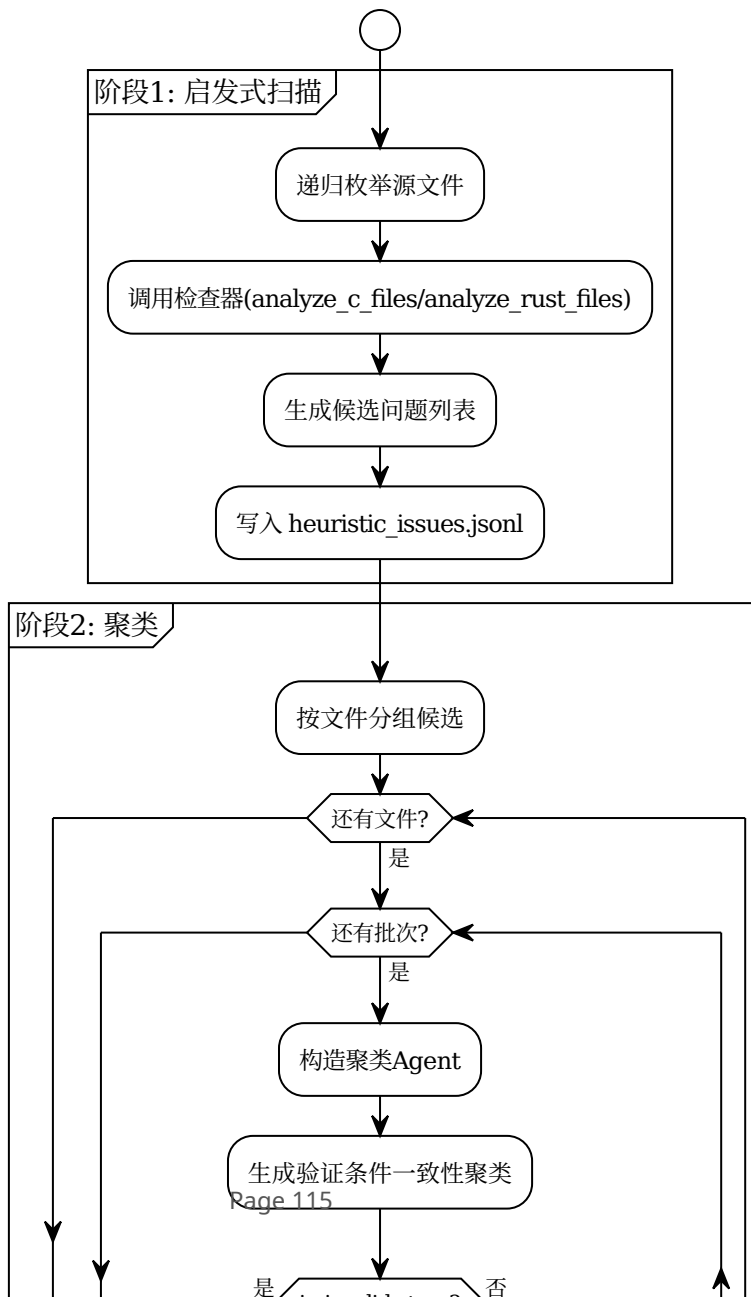 阶段1: 启发式扫描
递归枚举源文件
调用检查器(analyze_c_files/analyze_rust_files)
生成候选问题列表
写入 heuristic_issues.jsonl
阶段2: 聚类
按文件分组候选
还有文件?
是
还有批次?
是
构造聚类Agent
生成验证条件一致性聚类
Page 115
是
否